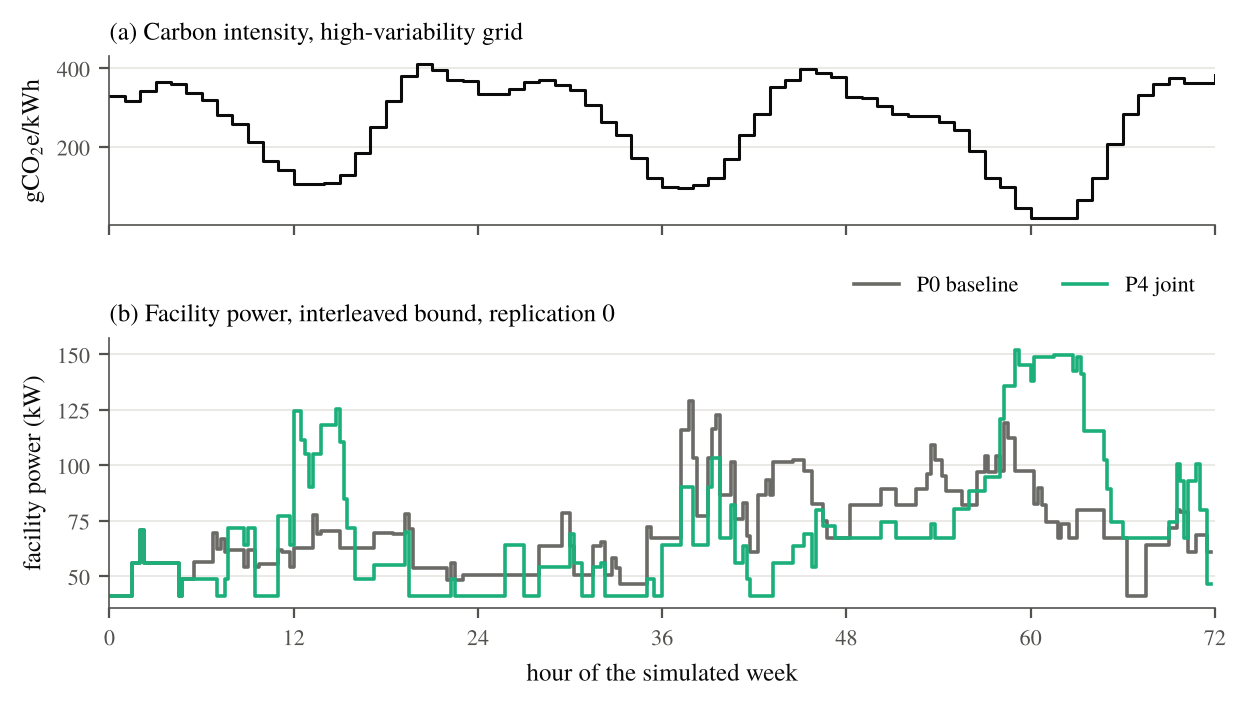 (a) Carbon intensity, high-variability grid
400
200
gCO₂e/kWh
P0 baseline
P4 joint
(b) Facility power, interleaved bound, replication 0
150
125
100
75
50
facility power (kW)
0 12 24 36 48 60 72
hour of the simulated week